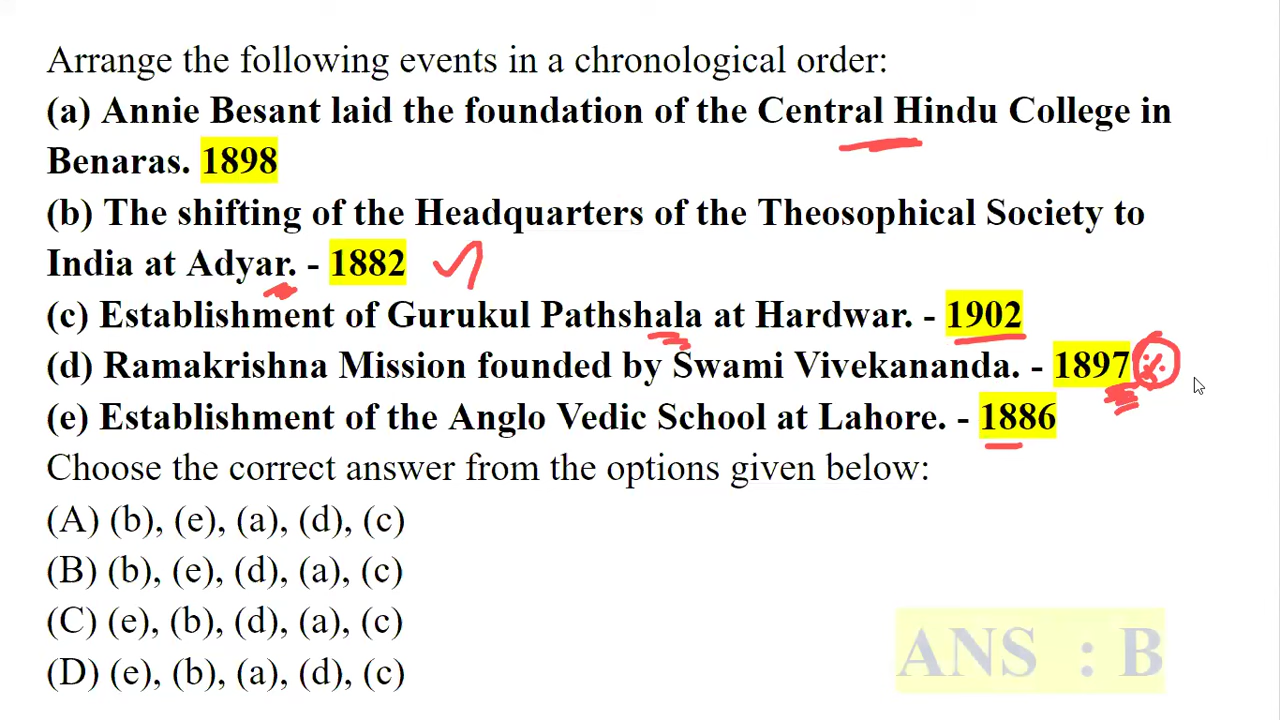 Arrange the following events in a chronological order:
(a) Annie Besant laid the foundation of the Central Hindu College in
Benaras. 1898
(b) The shifting of the Headquarters of the Theosophical Society to
India at Adyar. - 1882
(c) Establishment of Gurukul Pathshala at Hardwar. - 1902
(d) Ramakrishna Mission founded by Swami Vivekananda. - 1897
(e) Establishment of the Anglo Vedic School at Lahore. - 1886
Choose the correct answer from the options given below:
(A) (b), (e), (a), (d), (c)
(B) (b), (e), (d), (a), (c)
(C) (e), (b), (d), (a), (c)
(D) (e), (b), (a), (d), (c)
ANS : B